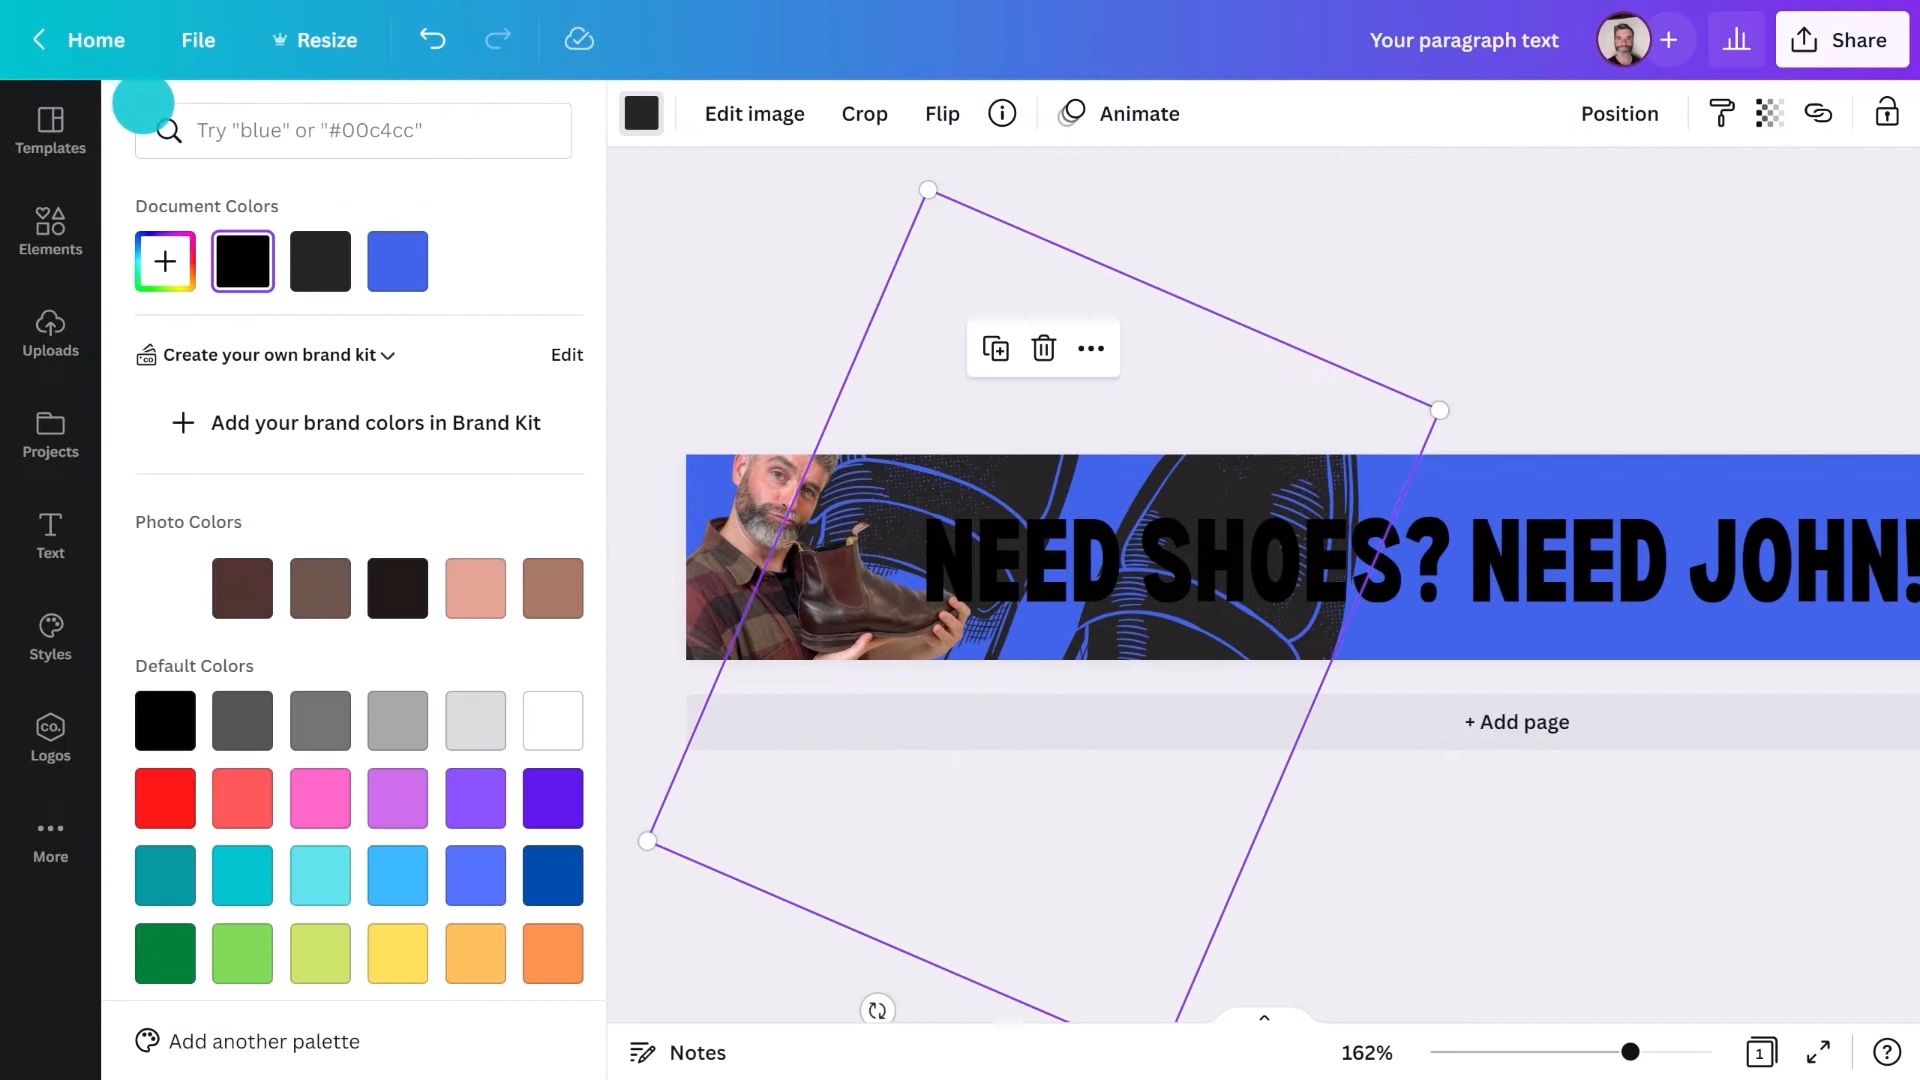 Home
File
Resize
Your paragraph text
Share
Templates
Elements
Uploads
Projects
Text
Styles
CO.
Logos
More
Try "blue" or "#00c4cc"
Document Colors
CO
Create your own brand kit
Edit
Add your brand colors in Brand Kit
Photo Colors
Default Colors
Add another palette
Edit image
Crop
Flip
Animate
Position
NEED SHOES? NEED JOHN!
+ Add page
Notes
162%
1